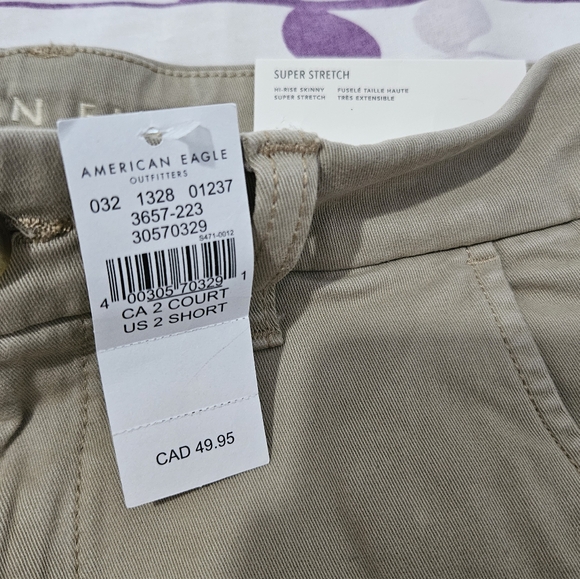 SUPER STRETCH
HI-RISE SKINNY
SUPER STRETCH
FUSELÉ TAILLE HAUTE
TRÈS EXTENSIBLE
AMERICAN EAGLE
OUTFITTERS
032 1328 01237
3657-223
30570329
S471-0012
4 00305 70329 1
CA 2 COURT
US 2 SHORT
CAD 49.95